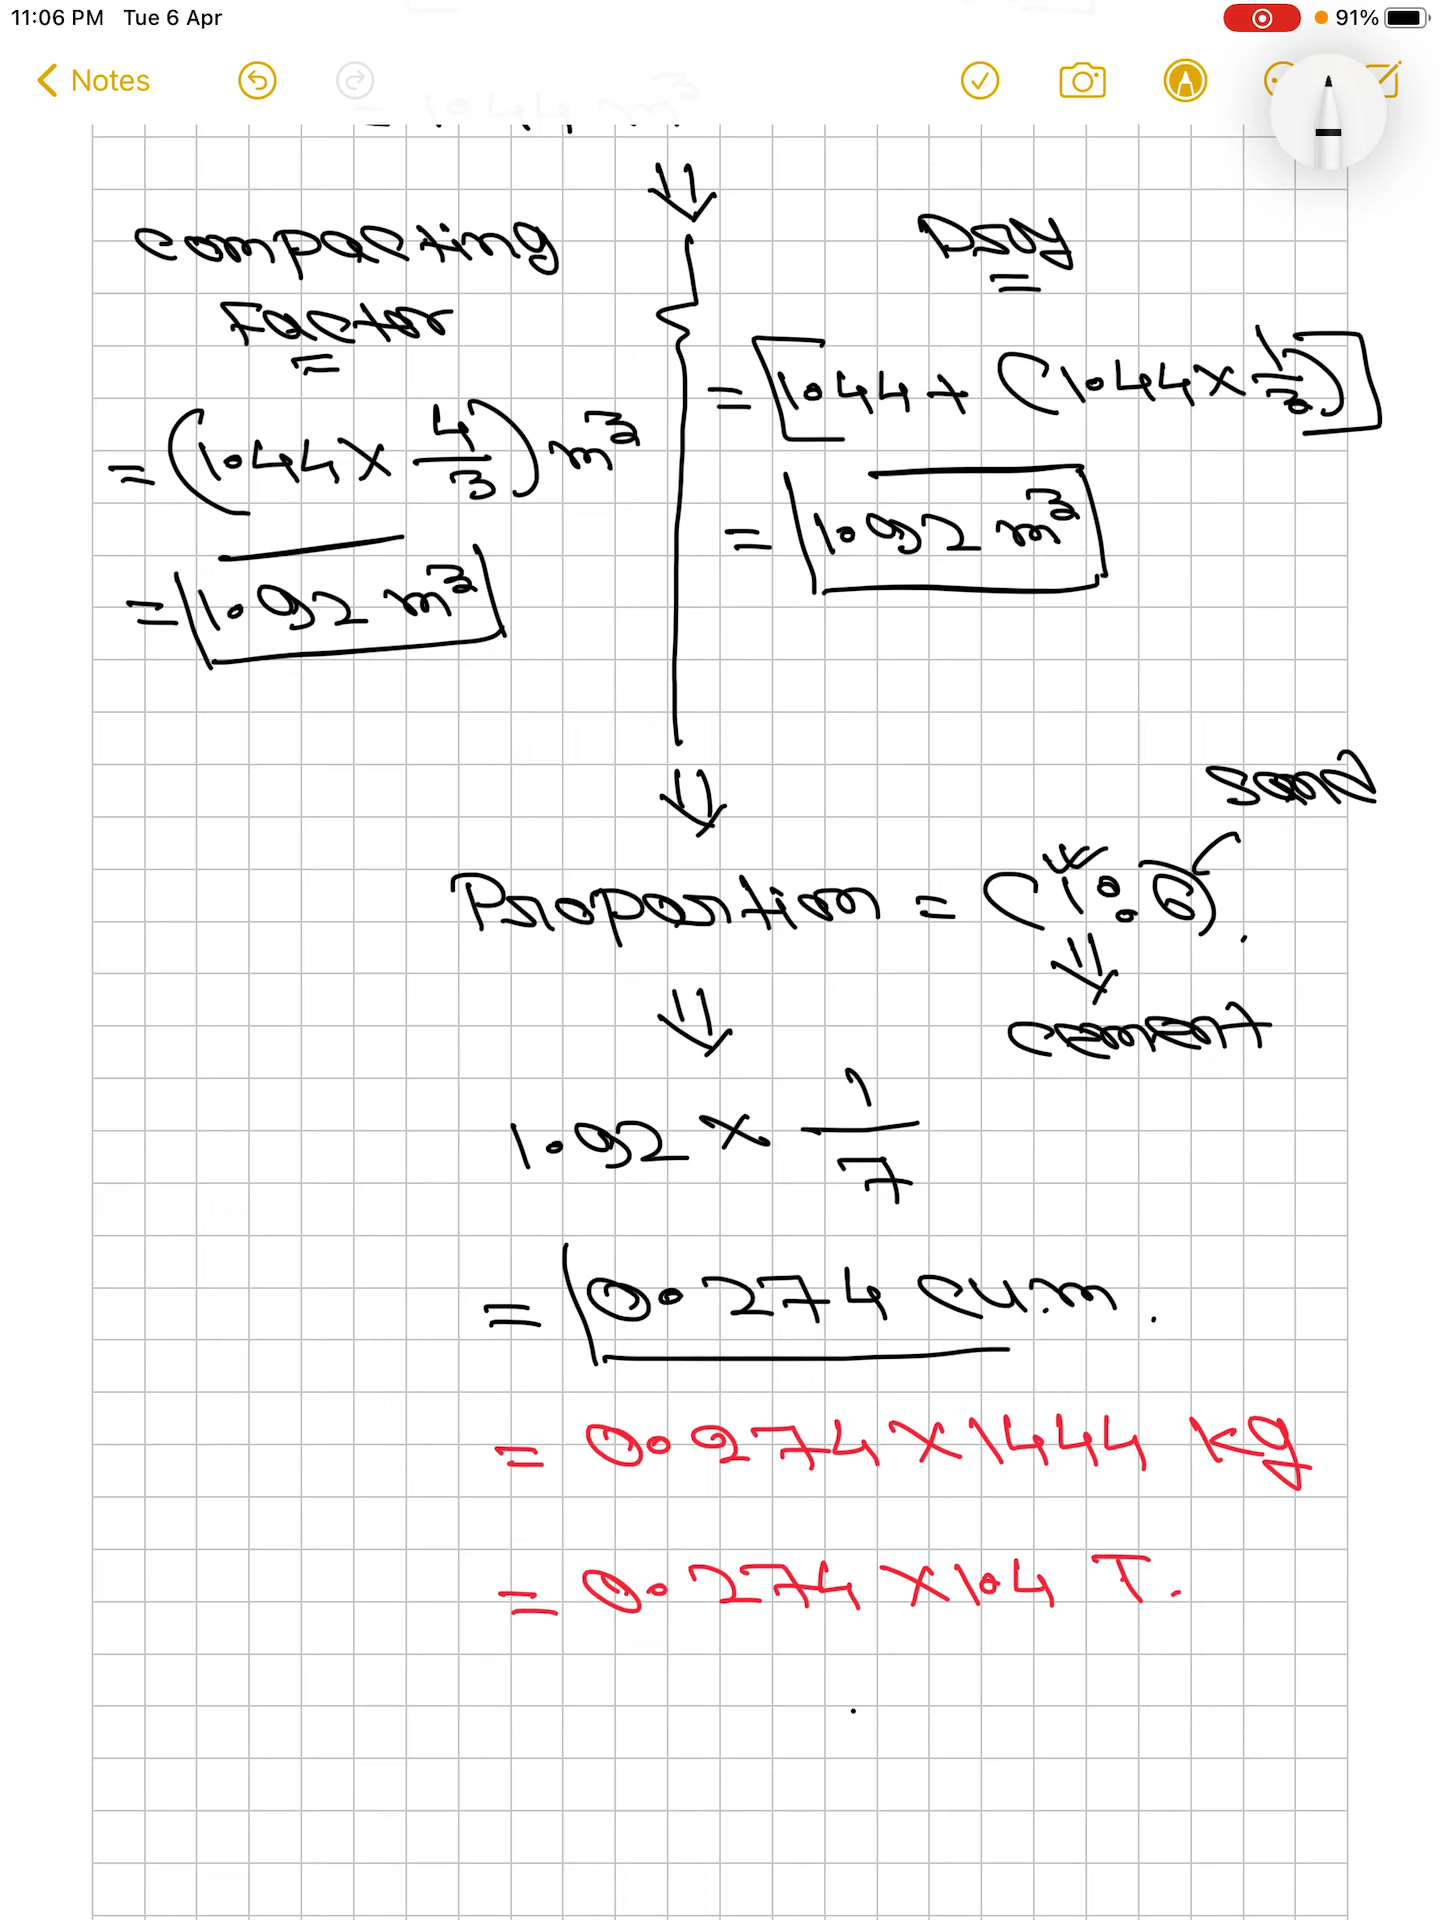 11:06 PM Tue 6 Apr 91%
Notes
Compacting
Factor
= (1.44 × 4/3) m³
= 1.92 m³
Dry
= [1.44 + (1.44 × 1/3)]
= 1.92 m³
Sand
Proportion = (1:6).
Cement
1.92 × 1/7
= 0.274 cu.m.
= 0.274 × 1444 kg
= 0.274 × 1.4 T.